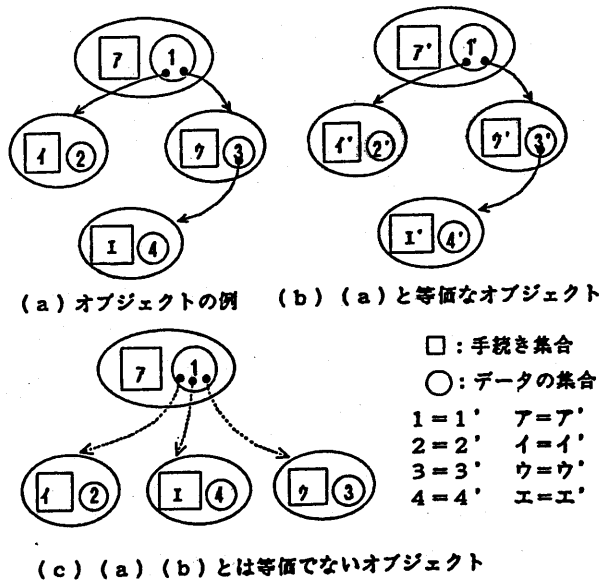 ア 1
イ 2 ウ 3
エ 4
(a)オブジェクトの例
ア' 1'
イ' 2' ウ' 3'
エ' 4'
(b) (a)と等価なオブジェクト
ア 1
イ 2 エ 4 ウ 3
(c) (a) (b)とは等価でないオブジェクト
□:手続き集合
○:データの集合
1=1' ア=ア'
2=2' イ=イ'
3=3' ウ=ウ'
4=4' エ=エ'